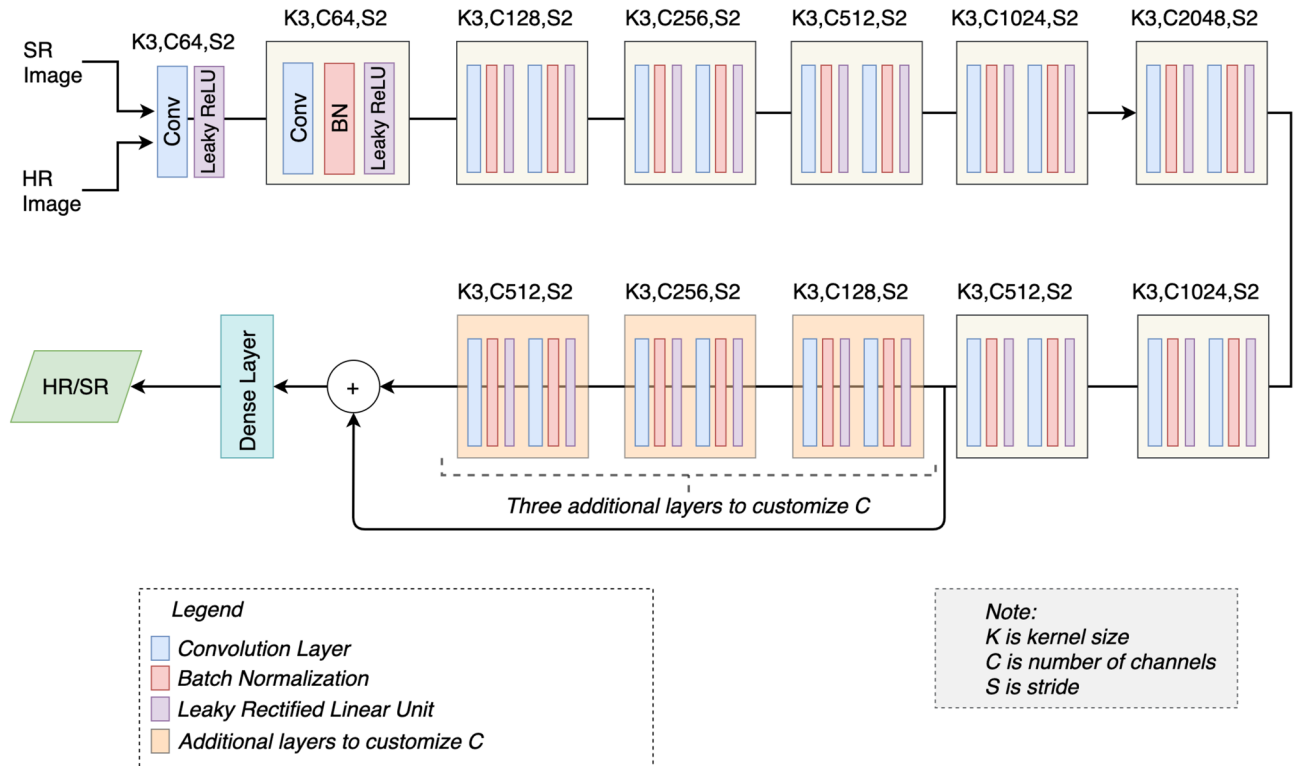 SR
Image
HR
Image
K3,C64,S2
Conv
Leaky ReLU
K3,C64,S2
Conv
BN
Leaky ReLU
K3,C128,S2
K3,C256,S2
K3,C512,S2
K3,C1024,S2
K3,C2048,S2
HR/SR
Dense Layer
+
K3,C512,S2
K3,C256,S2
K3,C128,S2
K3,C512,S2
K3,C1024,S2
Three additional layers to customize C
Legend
Convolution Layer
Batch Normalization
Leaky Rectified Linear Unit
Additional layers to customize C
Note:
K is kernel size
C is number of channels
S is stride